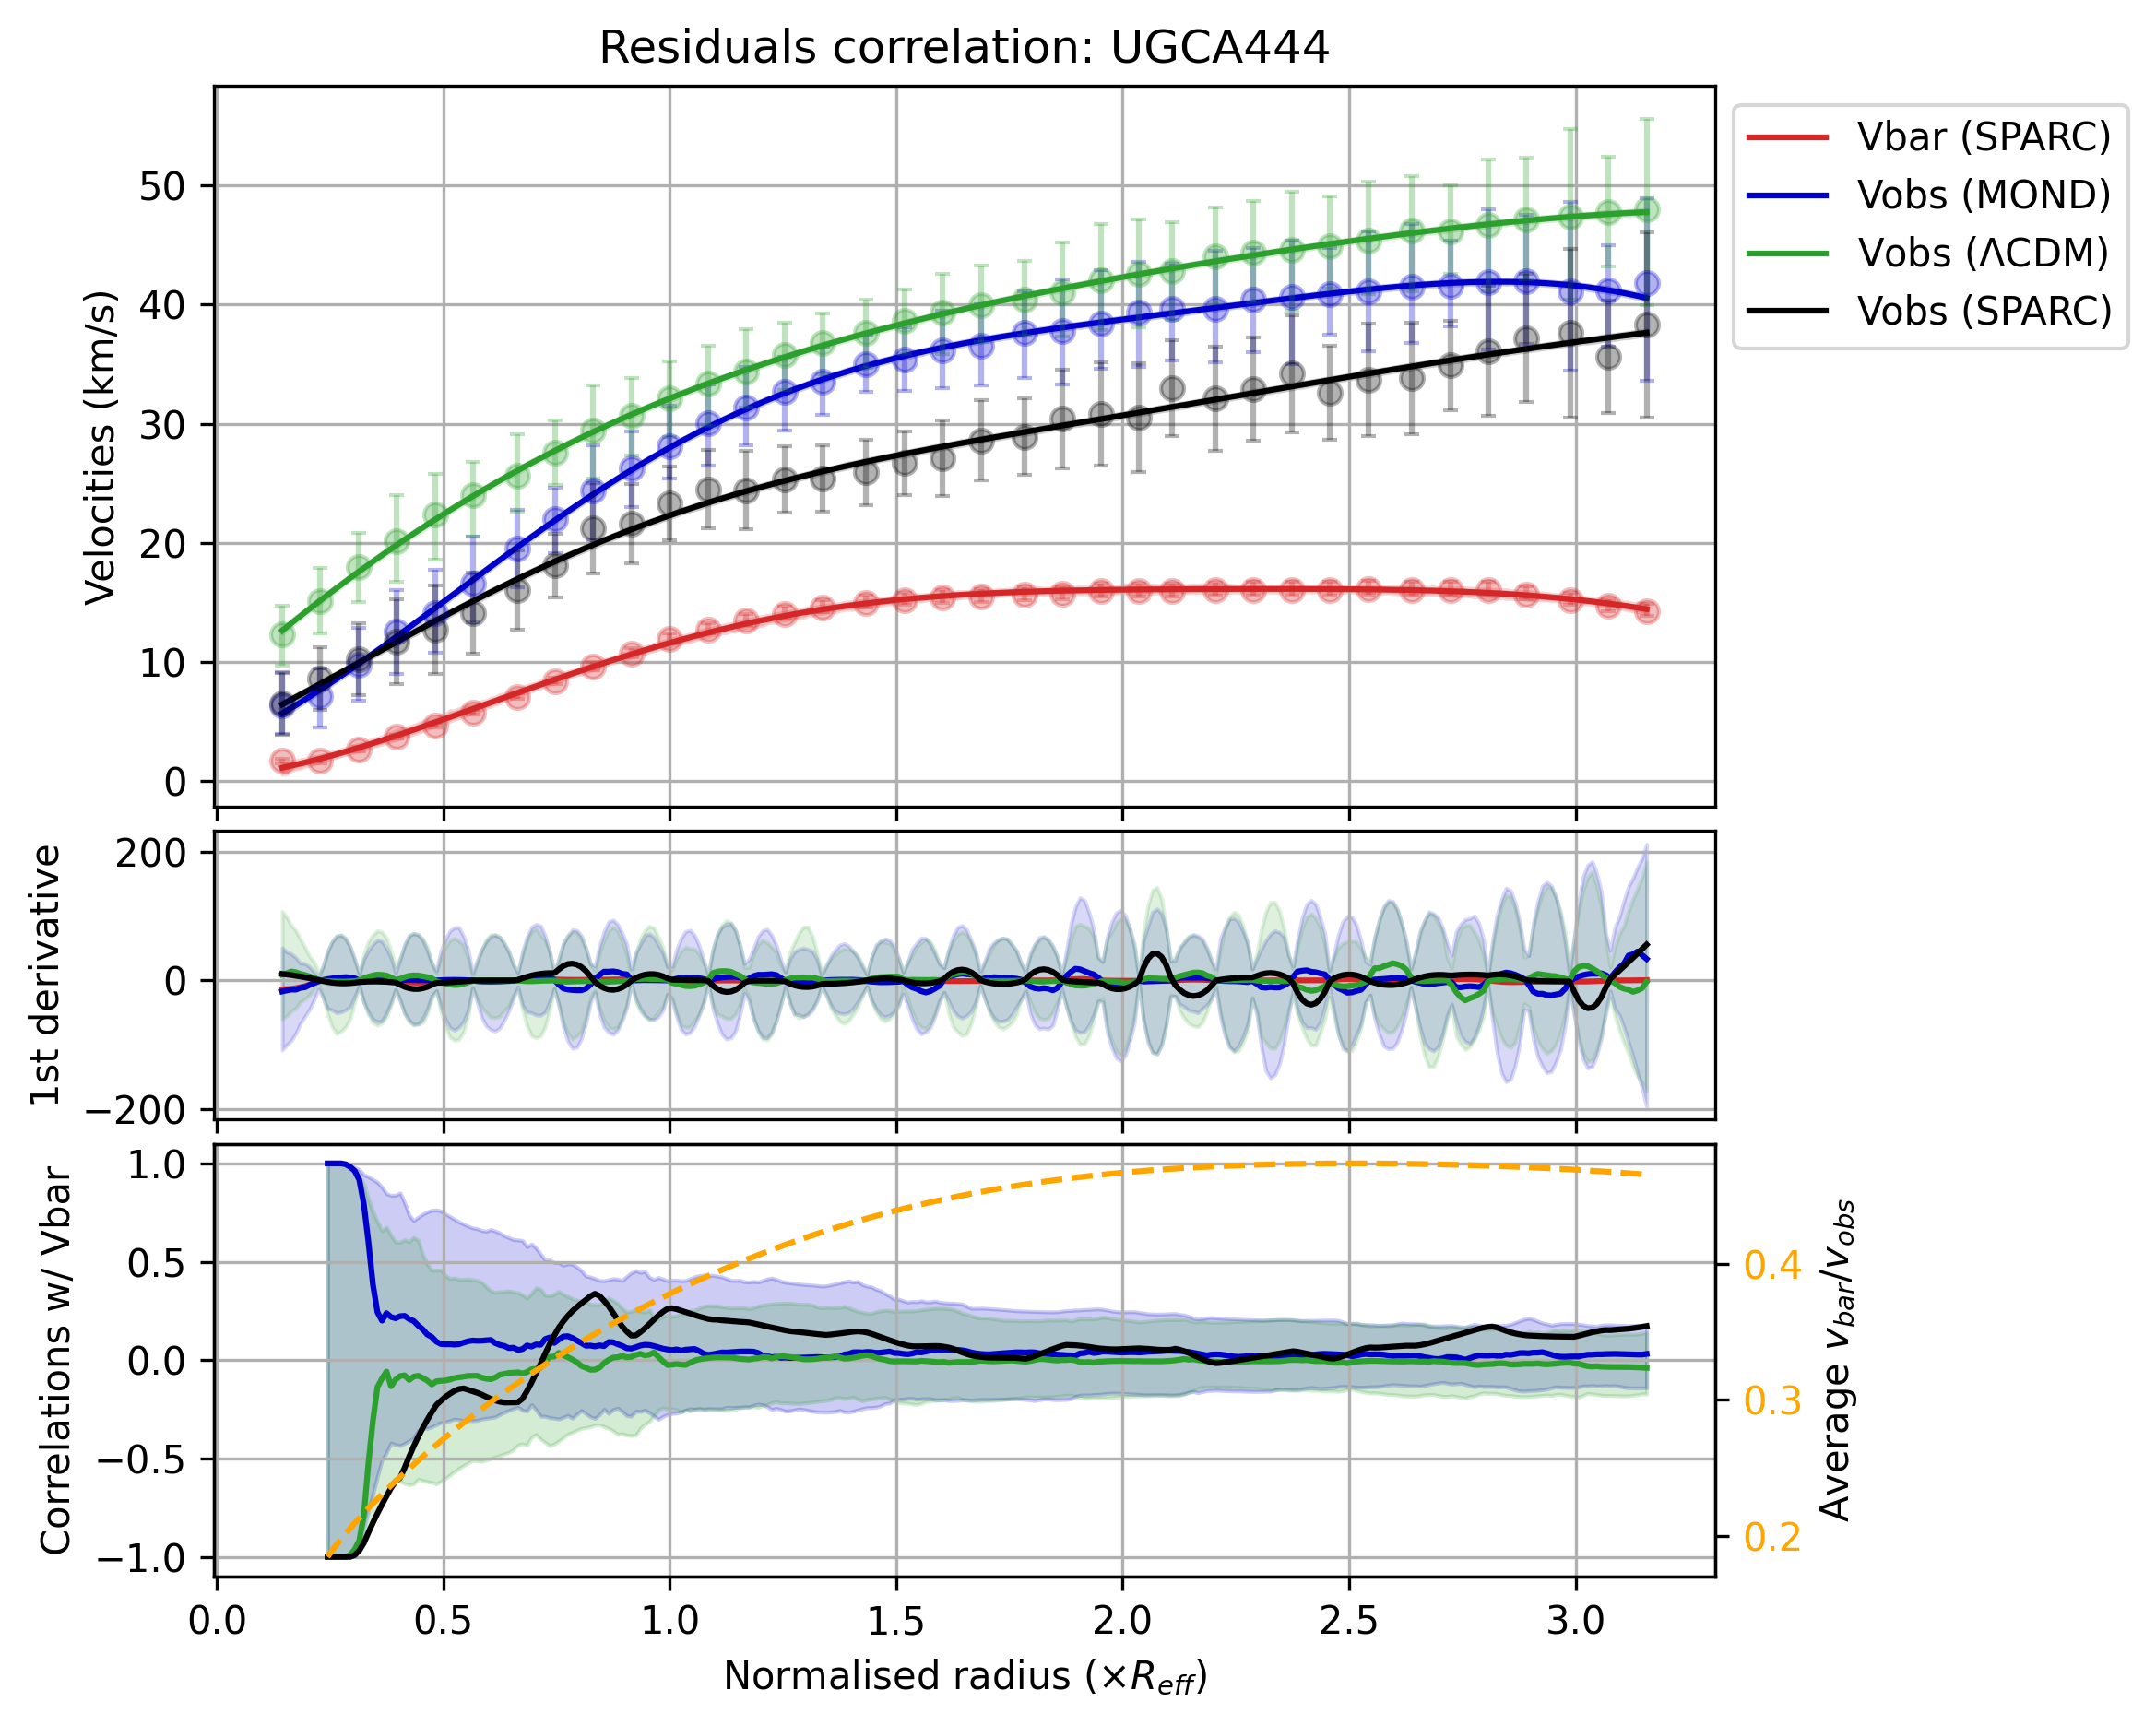 Residuals correlation: UGCA444
Velocities (km/s)
50
40
30
20
10
0
Vbar (SPARC)
Vobs (MOND)
Vobs (ΛCDM)
Vobs (SPARC)
1st derivative
200
0
−200
Correlations w/ Vbar
1.0
0.5
0.0
−0.5
−1.0
0.4
0.3
0.2
Average v_bar/v_obs
0.0 0.5 1.0 1.5 2.0 2.5 3.0
Normalised radius (×R_eff)